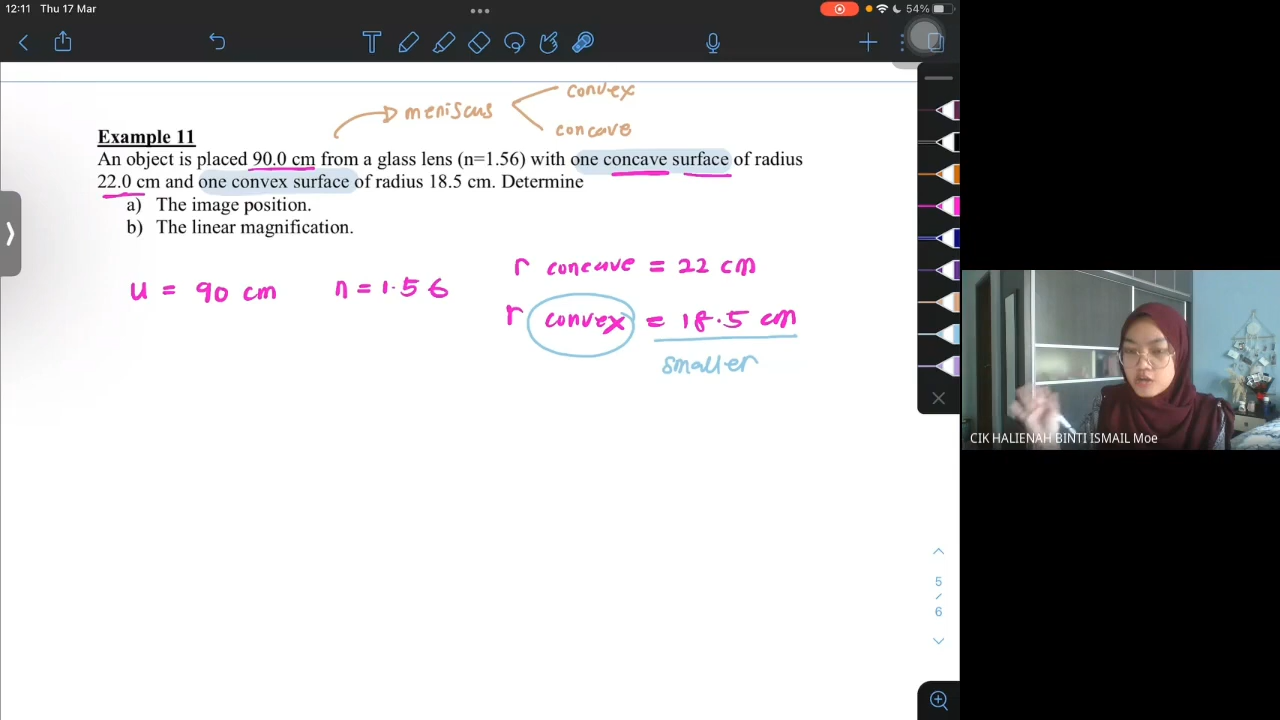 12:11 Thu 17 Mar
54%
convex
meniscus
concave
Example 11
An object is placed 90.0 cm from a glass lens (n=1.56) with one concave surface of radius
22.0 cm and one convex surface of radius 18.5 cm. Determine
a) The image position.
b) The linear magnification.
r concave = 22 cm
u = 90 cm n = 1.56
r convex = 18.5 cm
smaller
CIK HALIENAH BINTI ISMAIL Moe
5
/
6